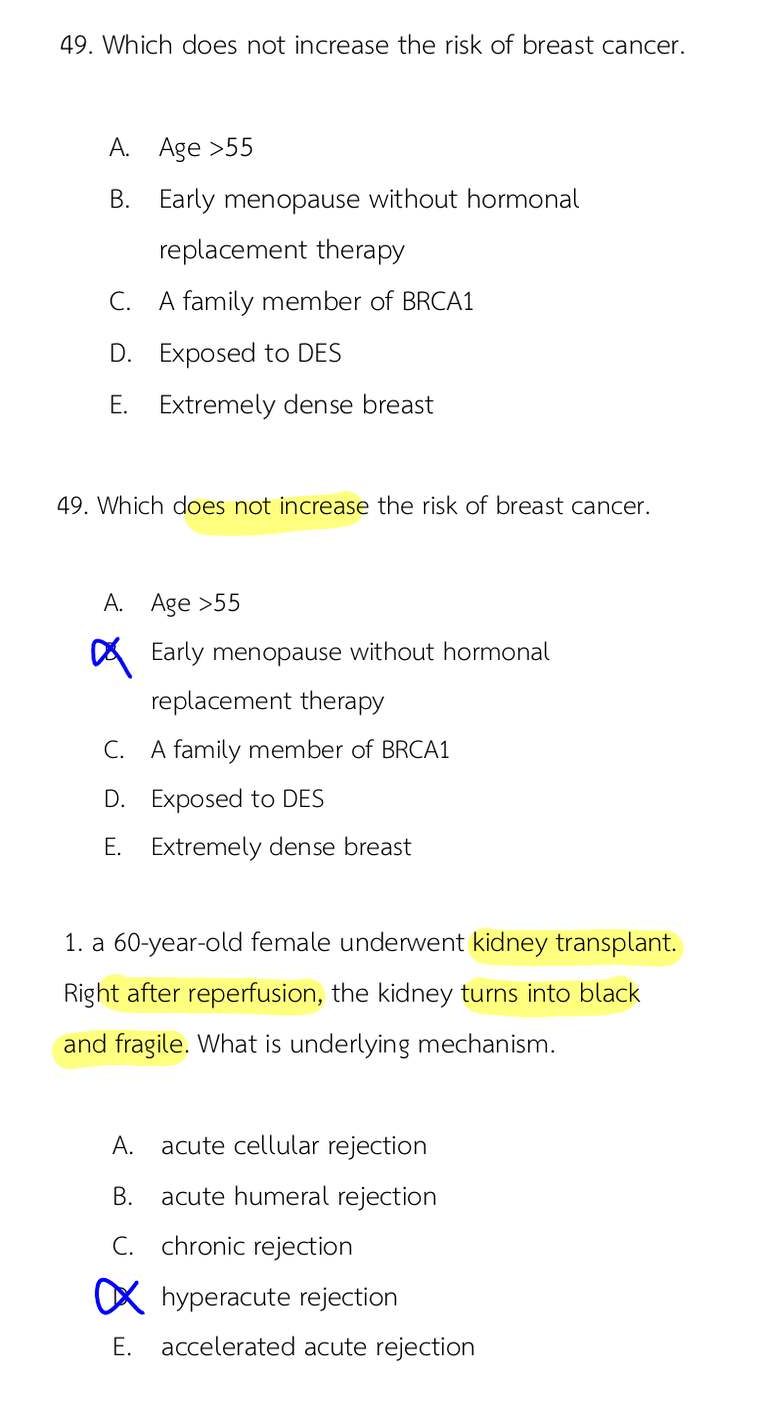 49. Which does not increase the risk of breast cancer.
A. Age >55
B. Early menopause without hormonal
replacement therapy
C. A family member of BRCA1
D. Exposed to DES
E. Extremely dense breast
49. Which does not increase the risk of breast cancer.
A. Age >55
B. Early menopause without hormonal
replacement therapy
C. A family member of BRCA1
D. Exposed to DES
E. Extremely dense breast
1. a 60-year-old female underwent kidney transplant.
Right after reperfusion, the kidney turns into black
and fragile. What is underlying mechanism.
A. acute cellular rejection
B. acute humeral rejection
C. chronic rejection
D. hyperacute rejection
E. accelerated acute rejection